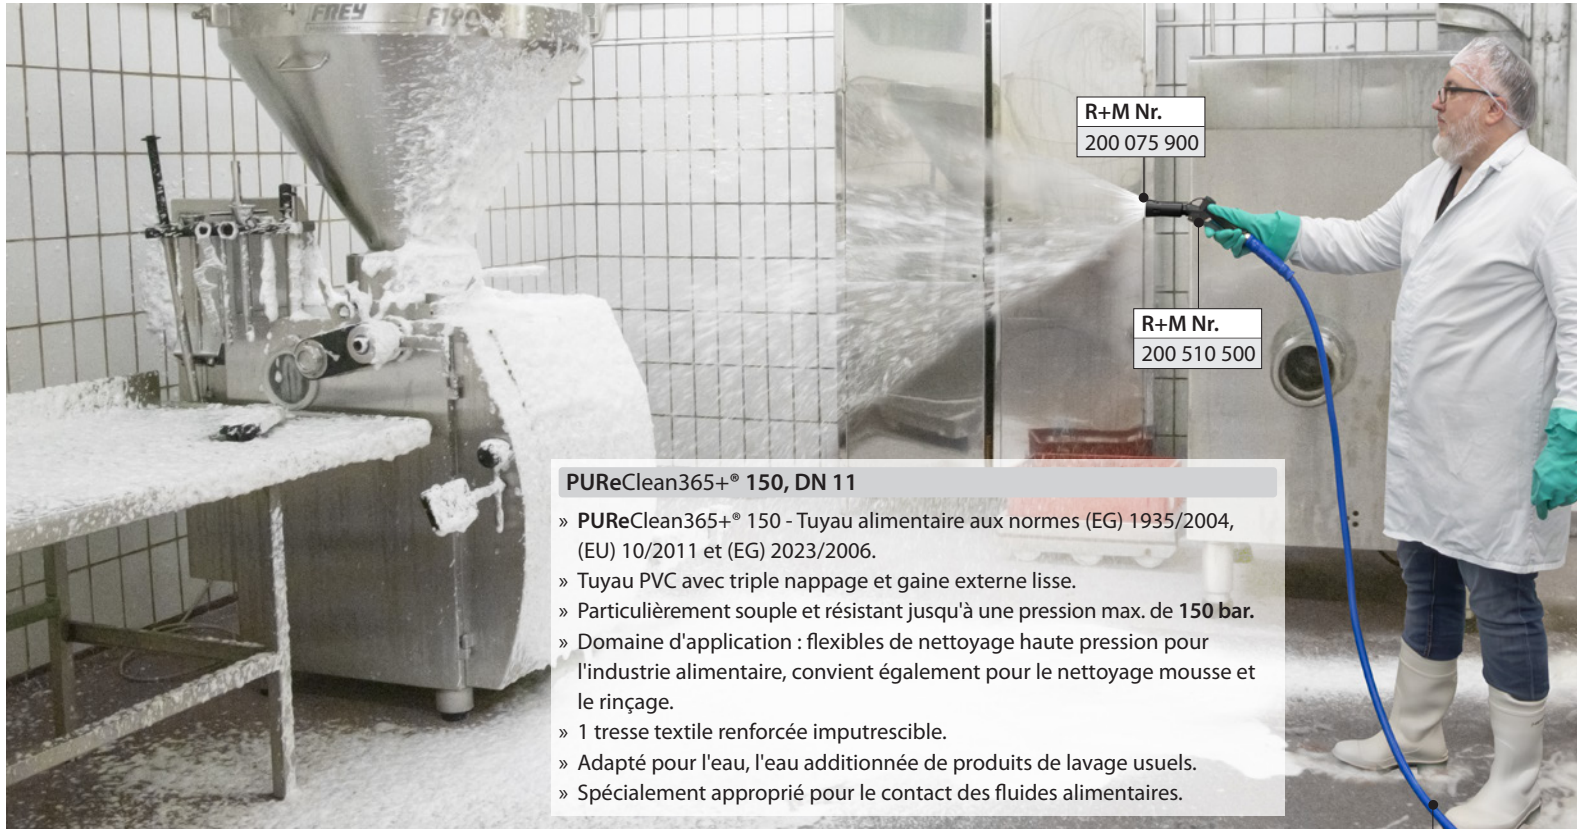 FREY F190
R+M Nr.
200 075 900
R+M Nr.
200 510 500
PUReClean365+® 150, DN 11
» PUReClean365+® 150 - Tuyau alimentaire aux normes (EG) 1935/2004,
(EU) 10/2011 et (EG) 2023/2006.
» Tuyau PVC avec triple nappage et gaine externe lisse.
» Particulièrement souple et résistant jusqu'à une pression max. de 150 bar.
» Domaine d'application : flexibles de nettoyage haute pression pour
l'industrie alimentaire, convient également pour le nettoyage mousse et
le rinçage.
» 1 tresse textile renforcée imputrescible.
» Adapté pour l'eau, l'eau additionnée de produits de lavage usuels.
» Spécialement approprié pour le contact des fluides alimentaires.